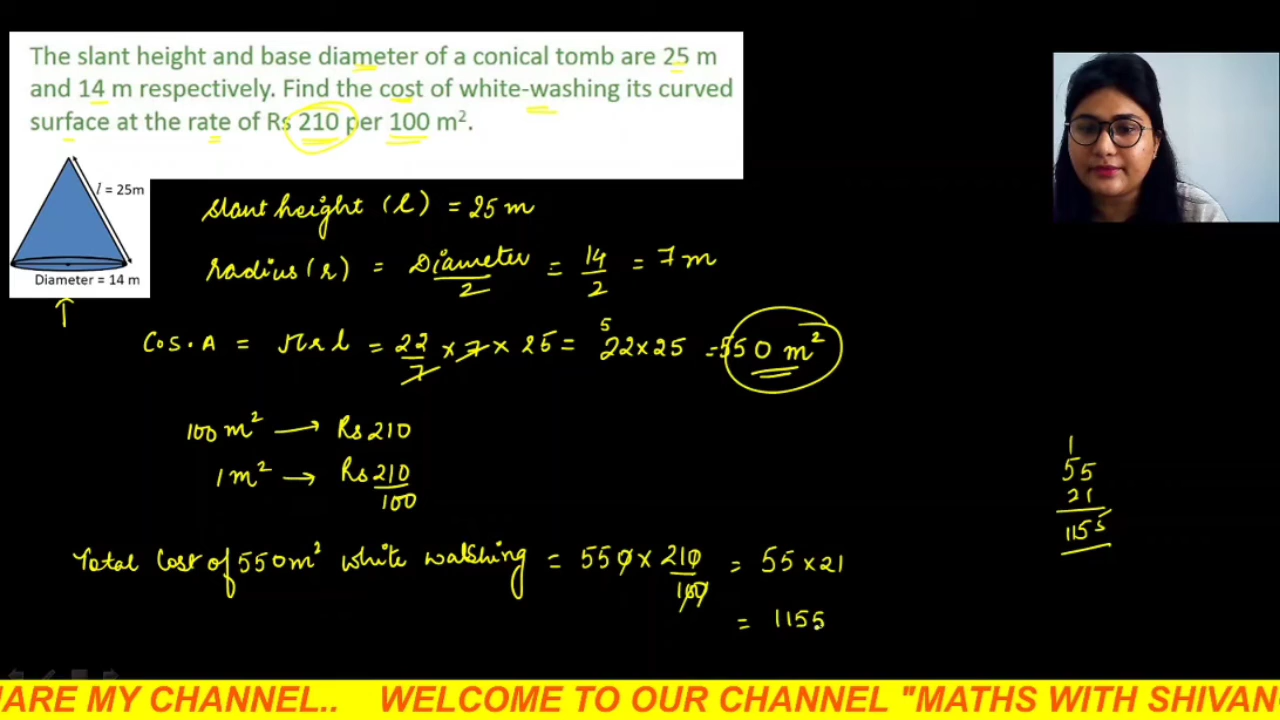 The slant height and base diameter of a conical tomb are 25 m
and 14 m respectively. Find the cost of white-washing its curved
surface at the rate of Rs 210 per 100 m².
l = 25m
Diameter = 14 m
Slant height (l) = 25 m
radius (r) = Diameter/2 = 14/2 = 7 m
C.S.A = πrl = 22/7 × 7 × 25 = 22×25 = 550 m²
5
100 m² → Rs 210
1 m² → Rs 210/100
1
55
21
1155
Total Cost of 550m² white washing = 550 × 210/100 = 55 × 21
= 1155
HARE MY CHANNEL.. WELCOME TO OUR CHANNEL "MATHS WITH SHIVAN